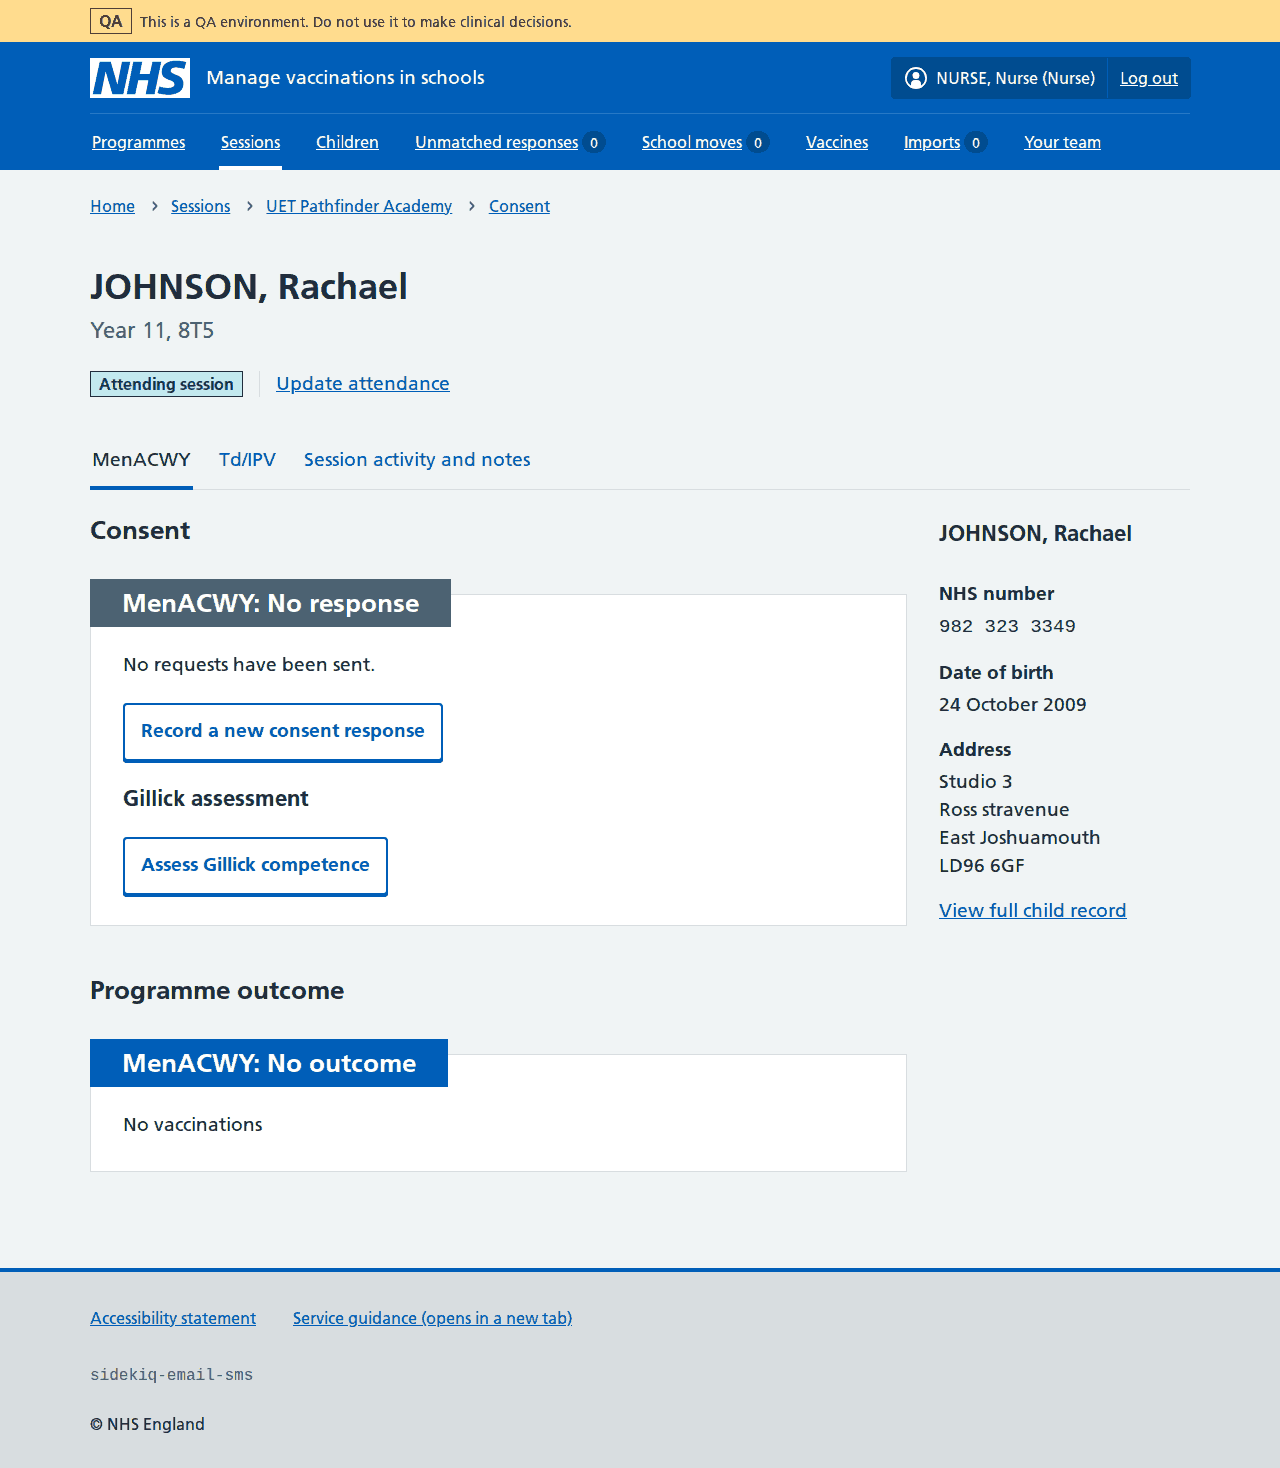 QA This is a QA environment. Do not use it to make clinical decisions.
NHS Manage vaccinations in schools NURSE, Nurse (Nurse) Log out
Programmes Sessions Children Unmatched responses 0 School moves 0 Vaccines Imports 0 Your team
Home Sessions UET Pathfinder Academy Consent
JOHNSON, Rachael
Year 11, 8T5
Attending session Update attendance
MenACWY Td/IPV Session activity and notes
Consent
MenACWY: No response
No requests have been sent.
Record a new consent response
Gillick assessment
Assess Gillick competence
JOHNSON, Rachael
NHS number
982 323 3349
Date of birth
24 October 2009
Address
Studio 3
Ross stravenue
East Joshuamouth
LD96 6GF
View full child record
Programme outcome
MenACWY: No outcome
No vaccinations
Accessibility statement Service guidance (opens in a new tab)
sidekiq-email-sms
© NHS England